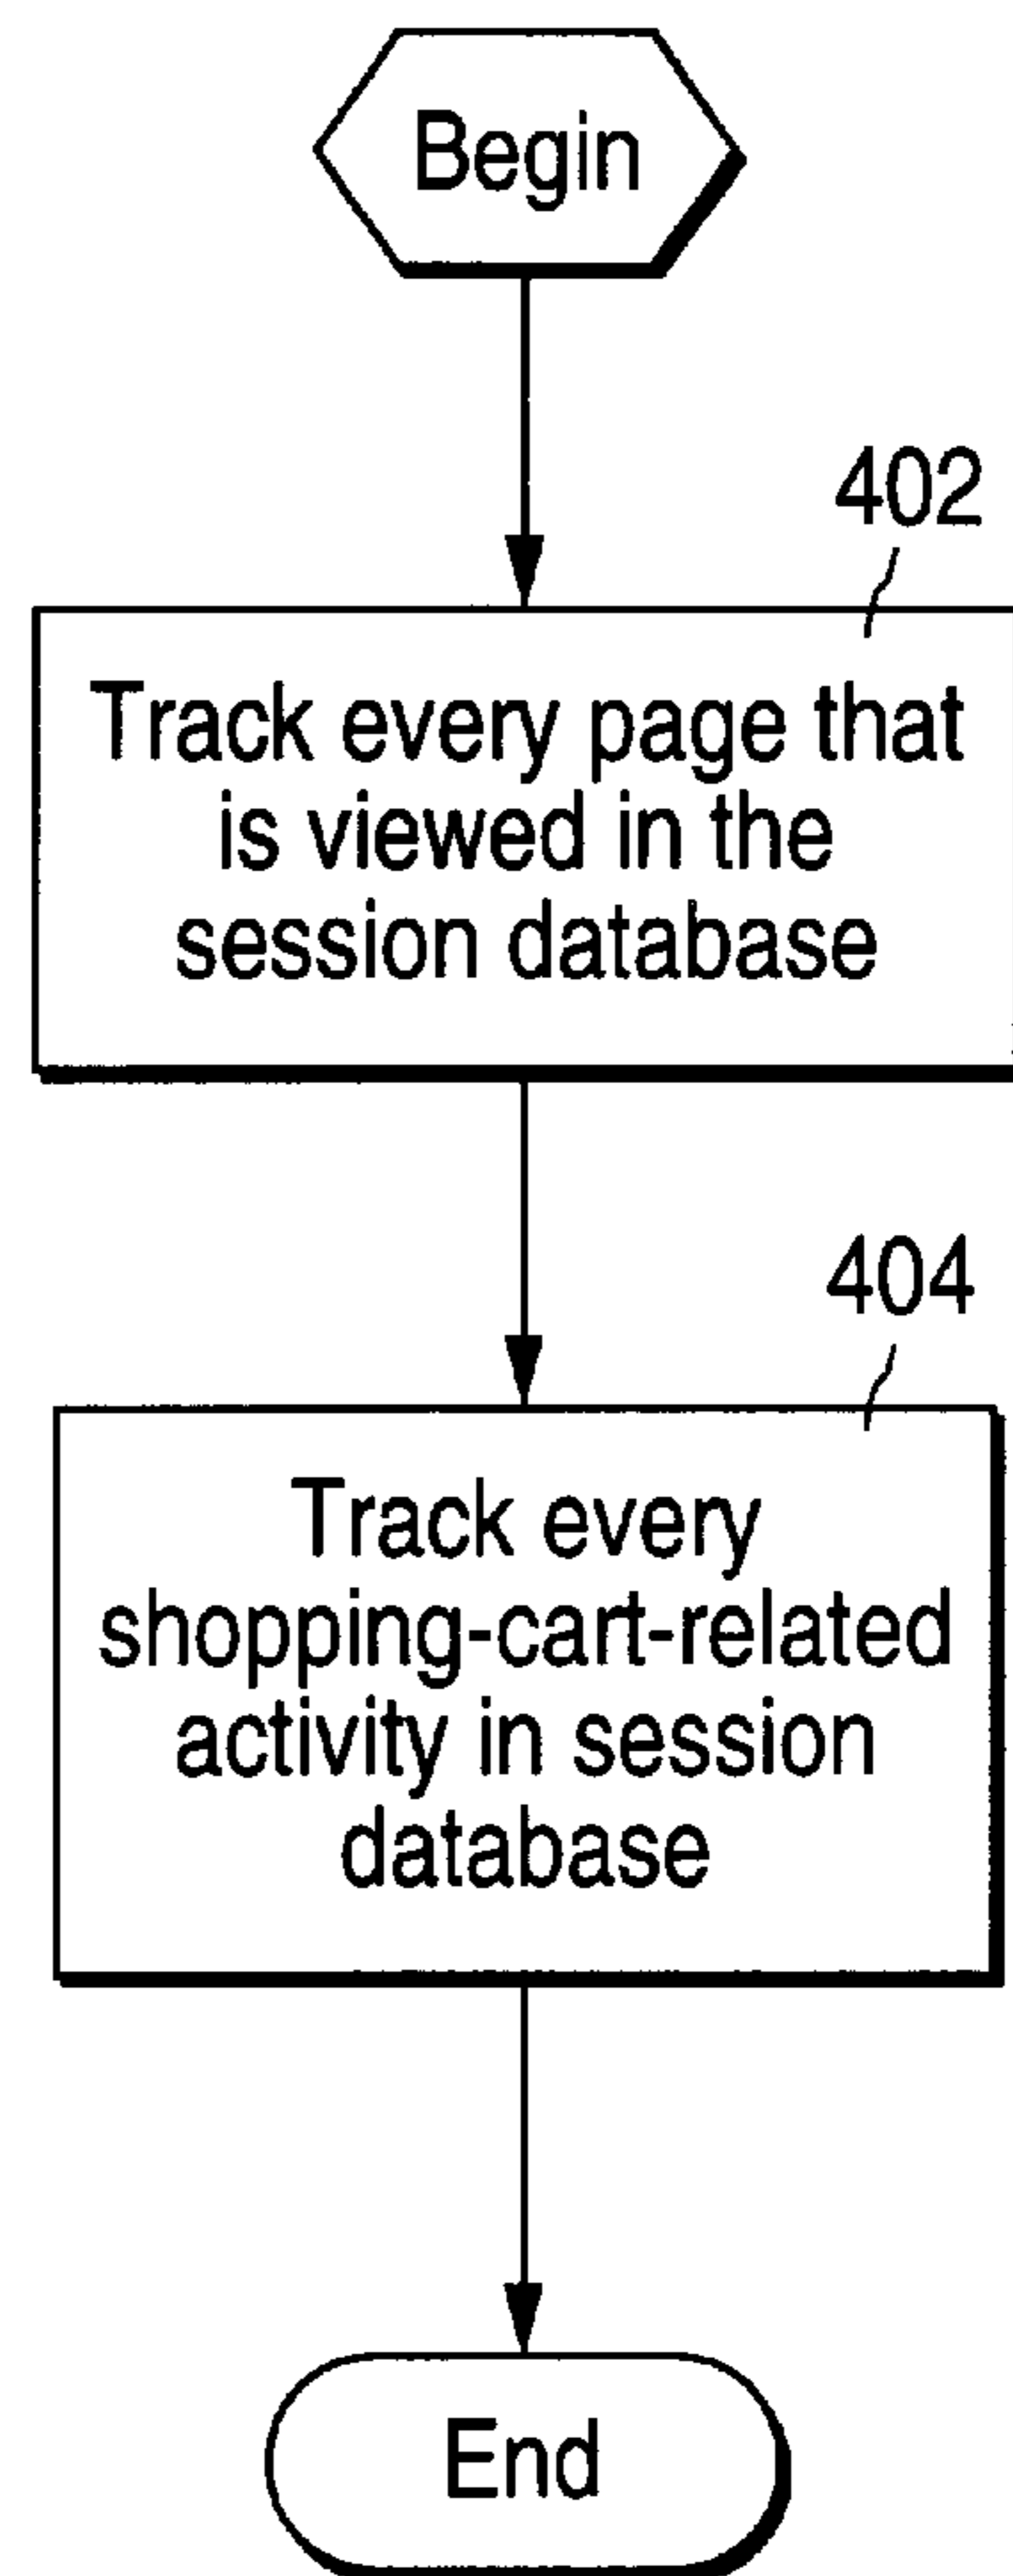 Begin
402
Track every page that
is viewed in the
session database
404
Track every
shopping-cart-related
activity in session
database
End